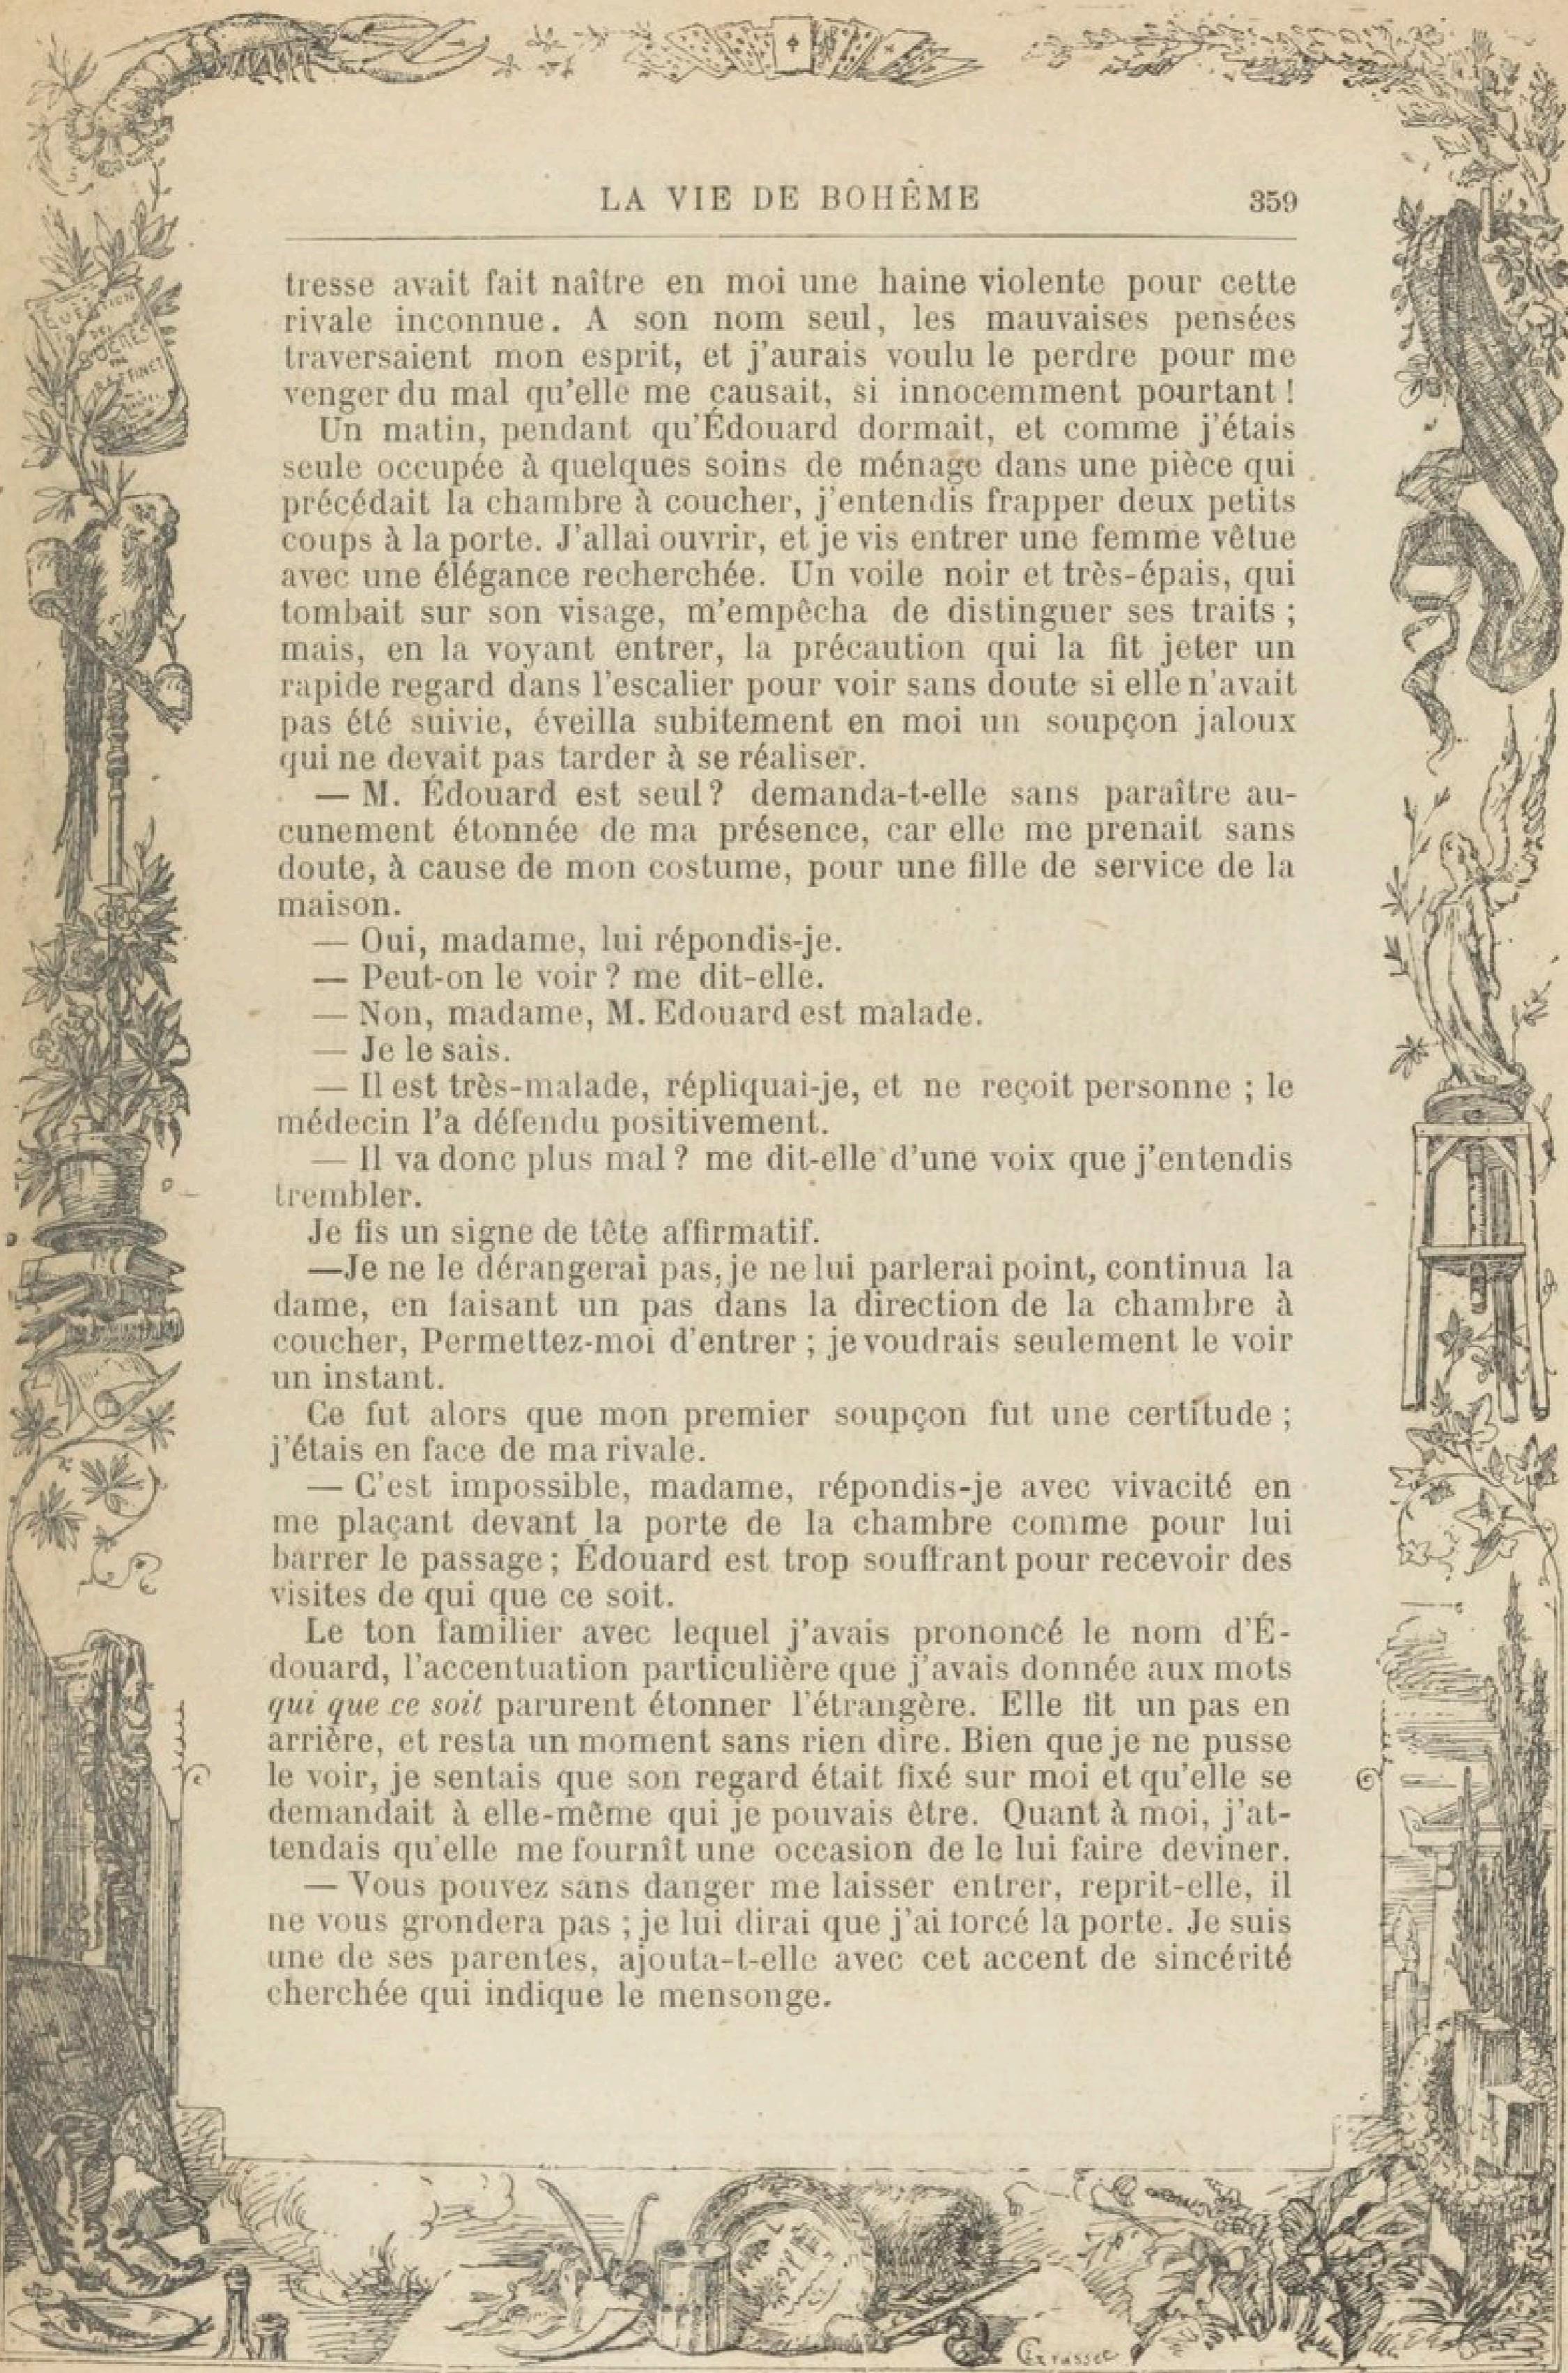 LA VIE DE BOHÊME 359
tresse avait fait naître en moi une haine violente pour cette
rivale inconnue. A son nom seul, les mauvaises pensées
traversaient mon esprit, et j'aurais voulu le perdre pour me
venger du mal qu'elle me causait, si innocemment pourtant !
Un matin, pendant qu'Édouard dormait, et comme j'étais
seule occupée à quelques soins de ménage dans une pièce qui
précédait la chambre à coucher, j'entendis frapper deux petits
coups à la porte. J'allai ouvrir, et je vis entrer une femme vêtue
avec une élégance recherchée. Un voile noir et très-épais, qui
tombait sur son visage, m'empêcha de distinguer ses traits ;
mais, en la voyant entrer, la précaution qui la fit jeter un
rapide regard dans l'escalier pour voir sans doute si elle n'avait
pas été suivie, éveilla subitement en moi un soupçon jaloux
qui ne devait pas tarder à se réaliser.
— M. Édouard est seul? demanda-t-elle sans paraître au-
cunement étonnée de ma présence, car elle me prenait sans
doute, à cause de mon costume, pour une fille de service de la
maison.
— Oui, madame, lui répondis-je.
— Peut-on le voir ? me dit-elle.
— Non, madame, M. Edouard est malade.
— Je le sais.
— Il est très-malade, répliquai-je, et ne reçoit personne ; le
médecin l'a défendu positivement.
— Il va donc plus mal ? me dit-elle d'une voix que j'entendis
trembler.
Je fis un signe de tête affirmatif.
—Je ne le dérangerai pas, je ne lui parlerai point, continua la
dame, en faisant un pas dans la direction de la chambre à
coucher, Permettez-moi d'entrer ; je voudrais seulement le voir
un instant.
Ce fut alors que mon premier soupçon fut une certitude ;
j'étais en face de ma rivale.
— C'est impossible, madame, répondis-je avec vivacité en
me plaçant devant la porte de la chambre comme pour lui
barrer le passage ; Édouard est trop souffrant pour recevoir des
visites de qui que ce soit.
Le ton familier avec lequel j'avais prononcé le nom d'É-
douard, l'accentuation particulière que j'avais donnée aux mots
qui que ce soit parurent étonner l'étrangère. Elle fit un pas en
arrière, et resta un moment sans rien dire. Bien que je ne pusse
le voir, je sentais que son regard était fixé sur moi et qu'elle se
demandait à elle-même qui je pouvais être. Quant à moi, j'at-
tendais qu'elle me fournît une occasion de le lui faire deviner.
— Vous pouvez sans danger me laisser entrer, reprit-elle, il
ne vous grondera pas ; je lui dirai que j'ai forcé la porte. Je suis
une de ses parentes, ajouta-t-elle avec cet accent de sincérité
cherchée qui indique le mensonge.
Grasset